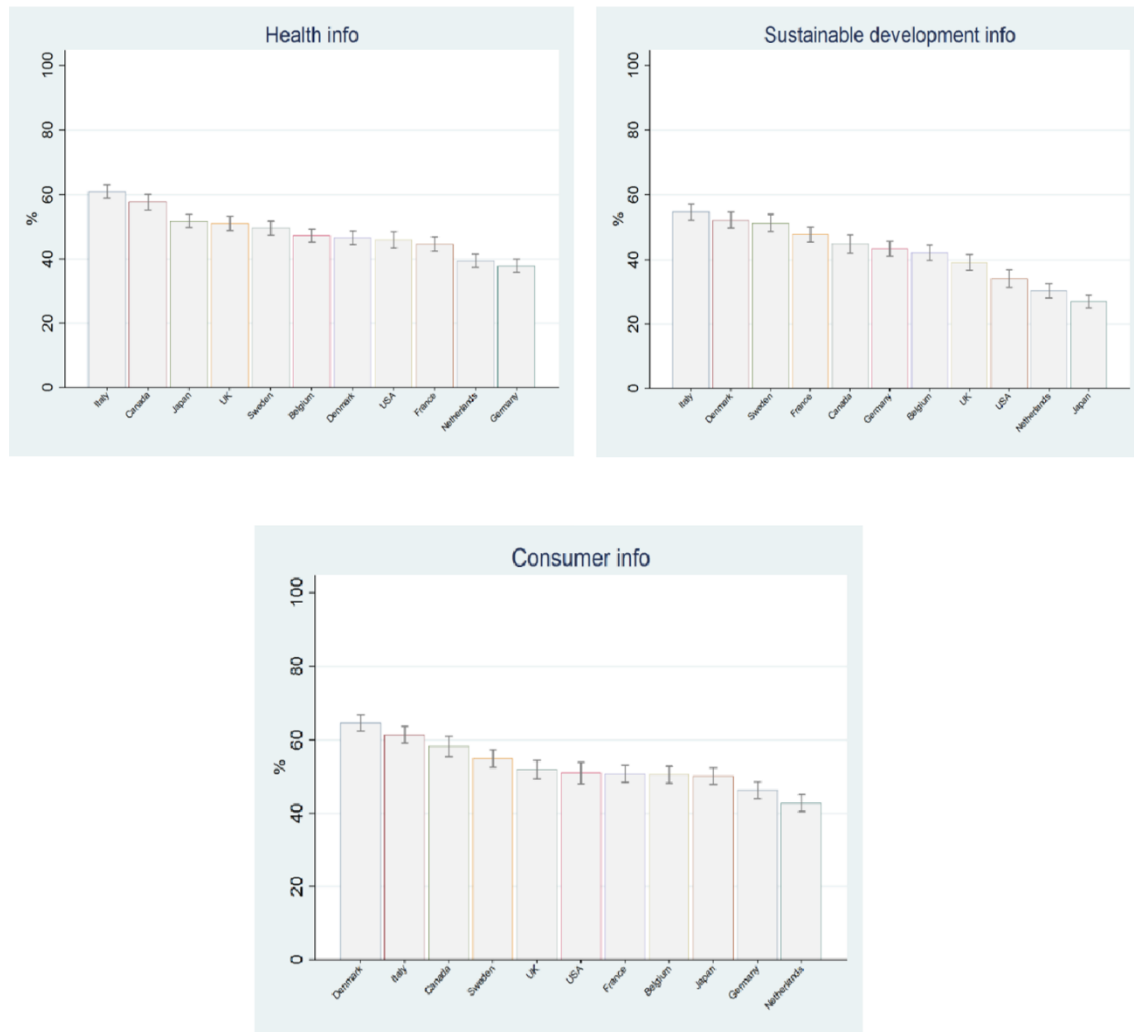 Health info
100
80
60
40
20
0
%
Italy
Canada
Japan
UK
Sweden
Belgium
Denmark
USA
France
Netherlands
Germany
Sustainable development info
100
80
60
40
20
0
%
Italy
Denmark
Sweden
France
Canada
Germany
Belgium
UK
USA
Netherlands
Japan
Consumer info
100
80
60
40
20
0
%
Denmark
Italy
Canada
Sweden
UK
USA
France
Belgium
Japan
Germany
Netherlands